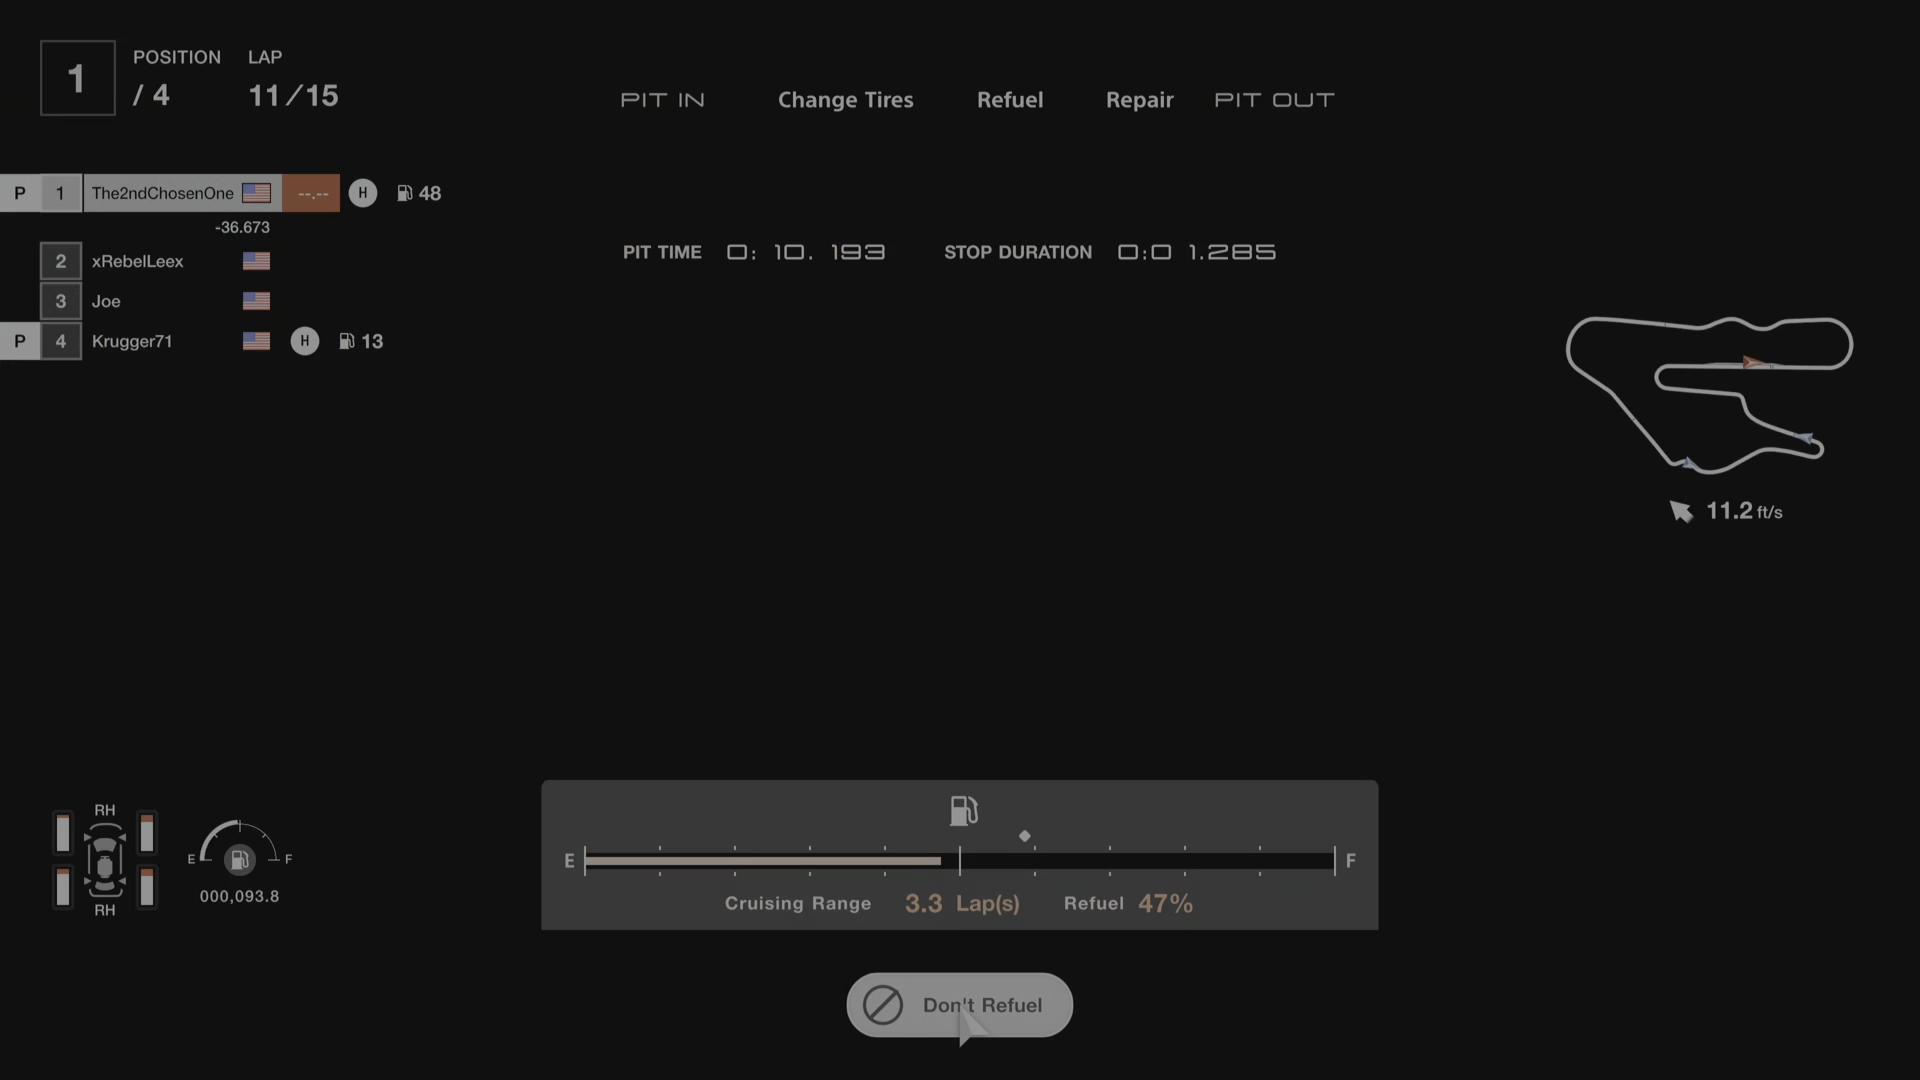 1 POSITION / 4 LAP 11/15
PIT IN Change Tires Refuel Repair PIT OUT
P 1 The2ndChosenOne --.-- H 48
-36.673
2 xRebelLeex
3 Joe
P 4 Krugger71 H 13
PIT TIME 0: 10. 193 STOP DURATION 0:0 1.285
11.2 ft/s
RH
RH
E F
000,093.8
E F
Cruising Range 3.3 Lap(s) Refuel 47%
Don't Refuel